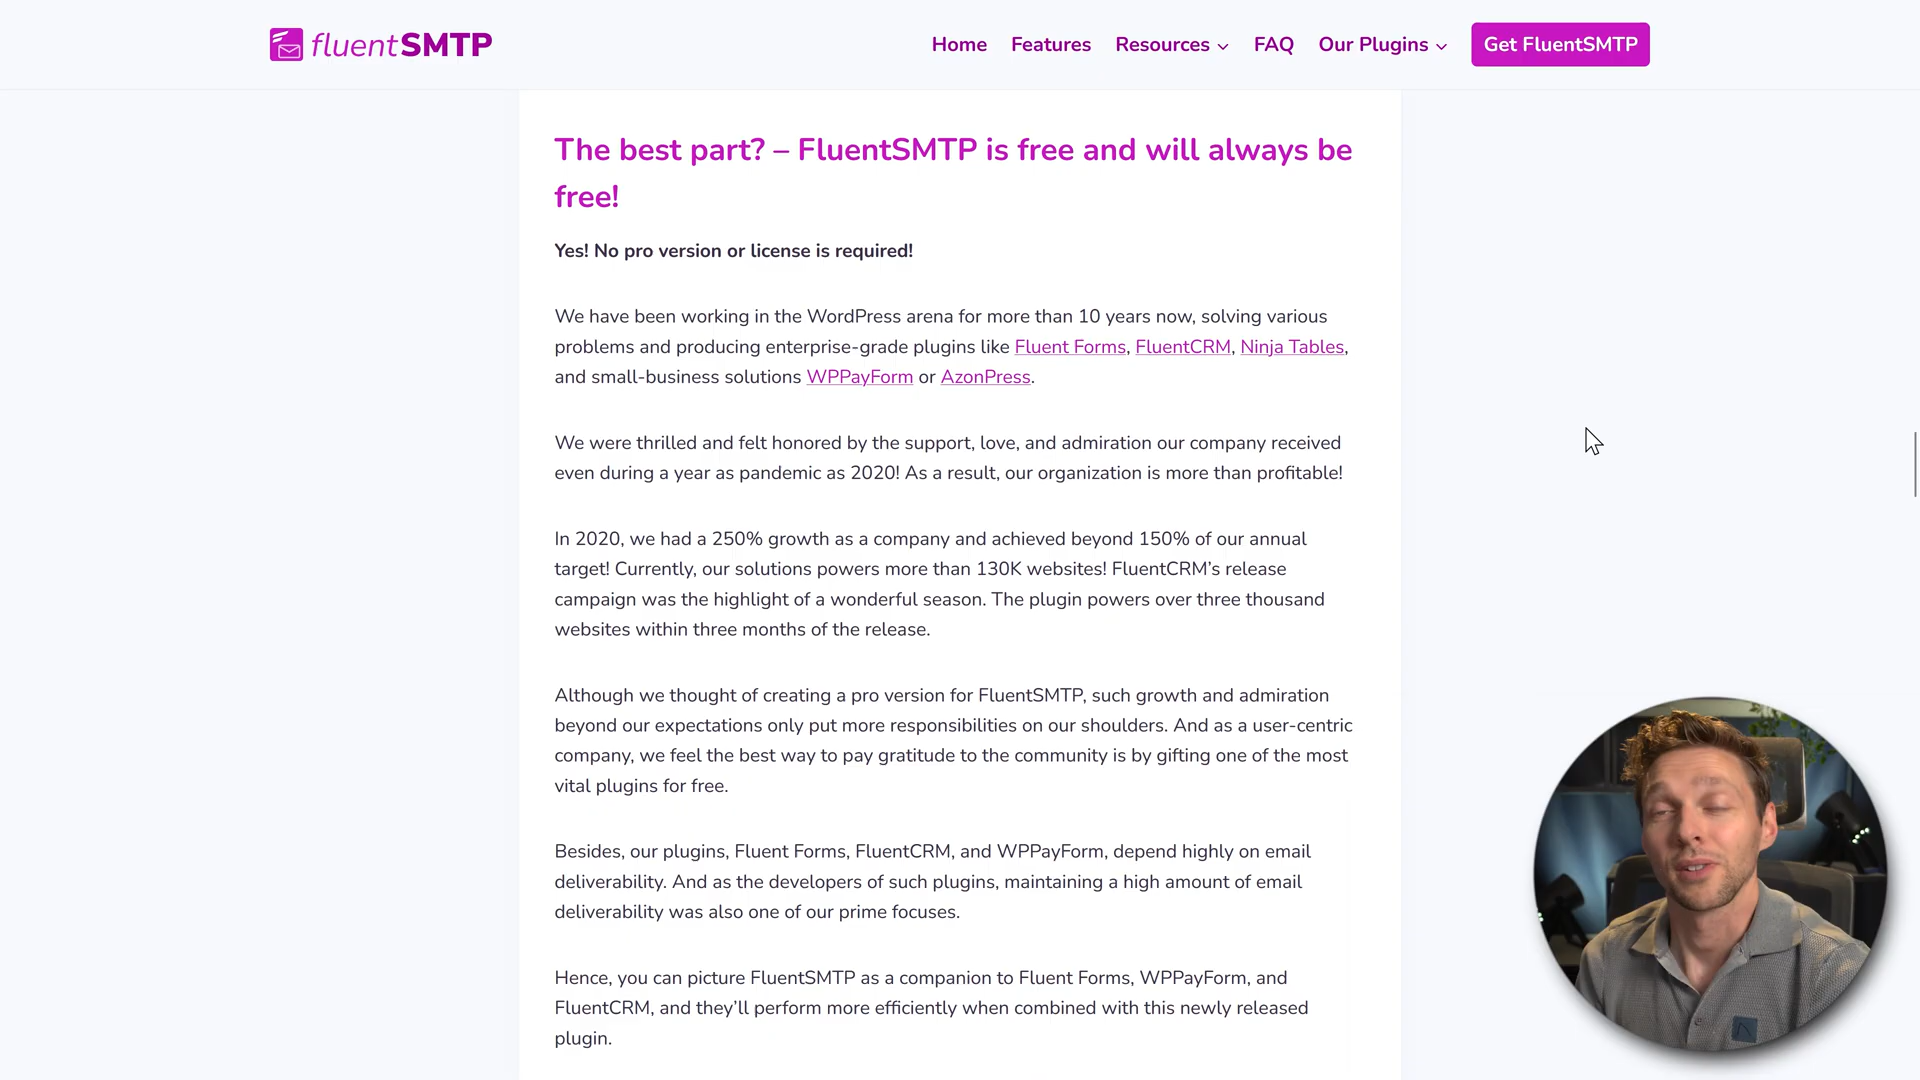 fluentSMTP
Home Features Resources FAQ Our Plugins Get FluentSMTP
The best part? – FluentSMTP is free and will always be
free!
Yes! No pro version or license is required!
We have been working in the WordPress arena for more than 10 years now, solving various
problems and producing enterprise-grade plugins like Fluent Forms, FluentCRM, Ninja Tables,
and small-business solutions WPPayForm or AzonPress.
We were thrilled and felt honored by the support, love, and admiration our company received
even during a year as pandemic as 2020! As a result, our organization is more than profitable!
In 2020, we had a 250% growth as a company and achieved beyond 150% of our annual
target! Currently, our solutions powers more than 130K websites! FluentCRM’s release
campaign was the highlight of a wonderful season. The plugin powers over three thousand
websites within three months of the release.
Although we thought of creating a pro version for FluentSMTP, such growth and admiration
beyond our expectations only put more responsibilities on our shoulders. And as a user-centric
company, we feel the best way to pay gratitude to the community is by gifting one of the most
vital plugins for free.
Besides, our plugins, Fluent Forms, FluentCRM, and WPPayForm, depend highly on email
deliverability. And as the developers of such plugins, maintaining a high amount of email
deliverability was also one of our prime focuses.
Hence, you can picture FluentSMTP as a companion to Fluent Forms, WPPayForm, and
FluentCRM, and they’ll perform more efficiently when combined with this newly released
plugin.